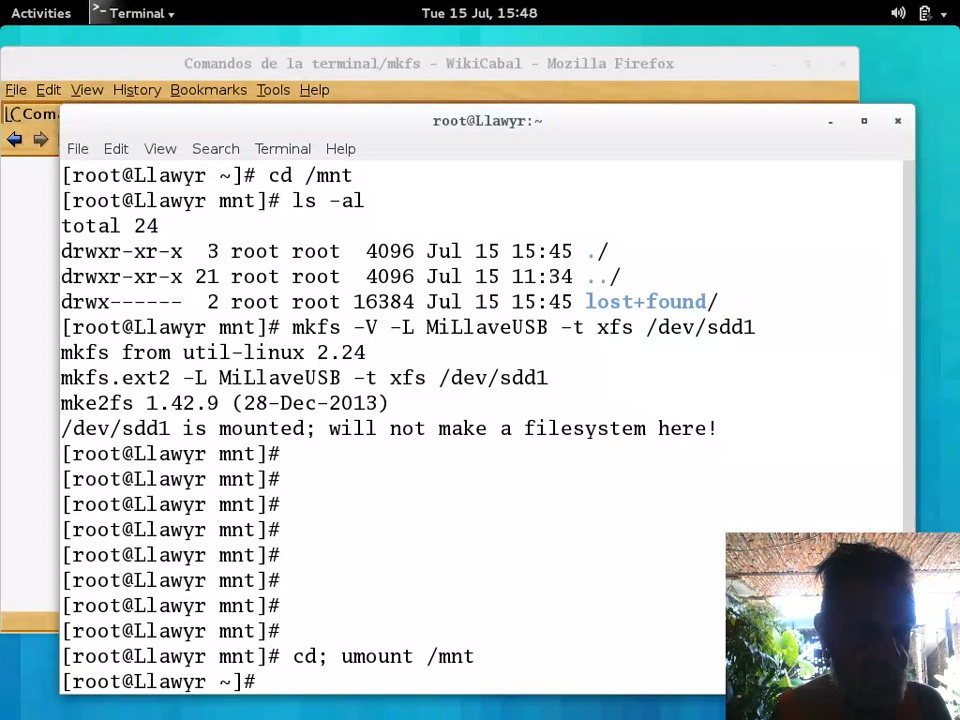 Activities Terminal Tue 15 Jul, 15:48
Comandos de la terminal/mkfs - WikiCabal - Mozilla Firefox
File Edit View History Bookmarks Tools Help
Com
root@Llawyr:~
File Edit View Search Terminal Help
[root@Llawyr ~]# cd /mnt
[root@Llawyr mnt]# ls -al
total 24
drwxr-xr-x 3 root root 4096 Jul 15 15:45 ./
drwxr-xr-x 21 root root 4096 Jul 15 11:34 ../
drwx------ 2 root root 16384 Jul 15 15:45 lost+found/
[root@Llawyr mnt]# mkfs -V -L MiLlaveUSB -t xfs /dev/sdd1
mkfs from util-linux 2.24
mkfs.ext2 -L MiLlaveUSB -t xfs /dev/sdd1
mke2fs 1.42.9 (28-Dec-2013)
/dev/sdd1 is mounted; will not make a filesystem here!
[root@Llawyr mnt]#
[root@Llawyr mnt]#
[root@Llawyr mnt]#
[root@Llawyr mnt]#
[root@Llawyr mnt]#
[root@Llawyr mnt]#
[root@Llawyr mnt]#
[root@Llawyr mnt]#
[root@Llawyr mnt]# cd; umount /mnt
[root@Llawyr ~]#